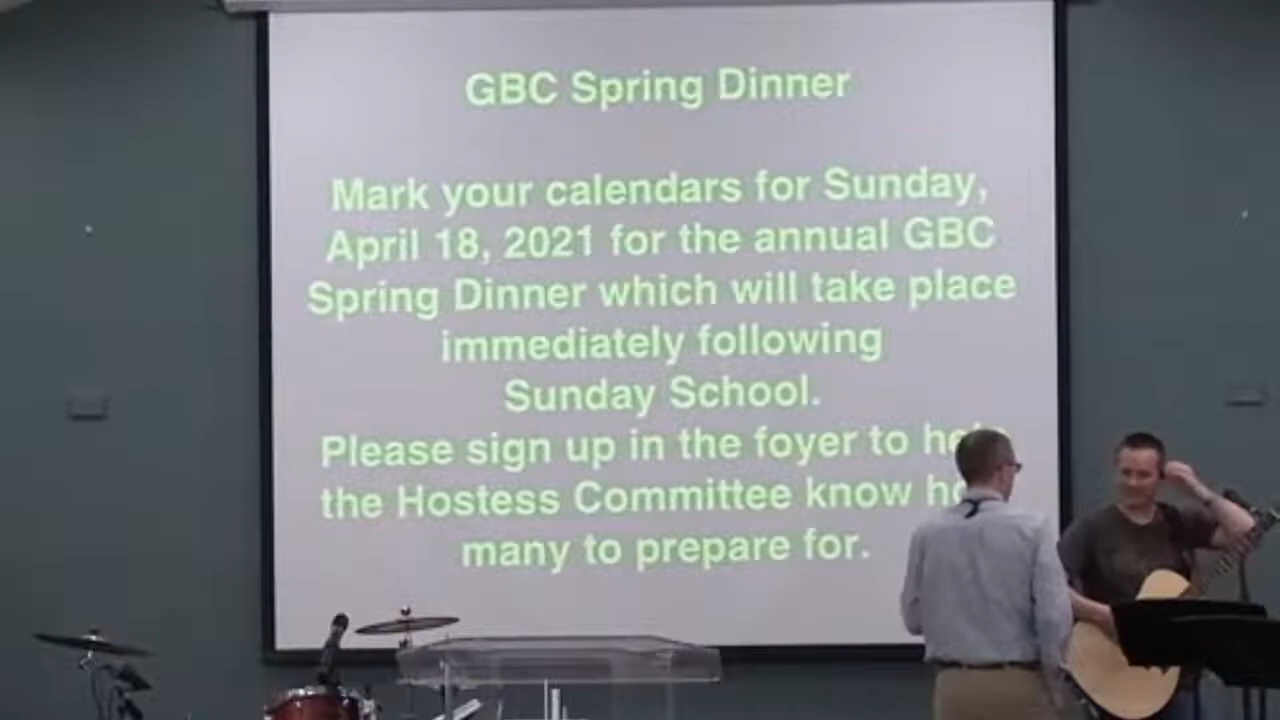 GBC Spring Dinner
Mark your calendars for Sunday,
April 18, 2021 for the annual GBC
Spring Dinner which will take place
immediately following
Sunday School.
Please sign up in the foyer to help
the Hostess Committee know
many to prepare for.